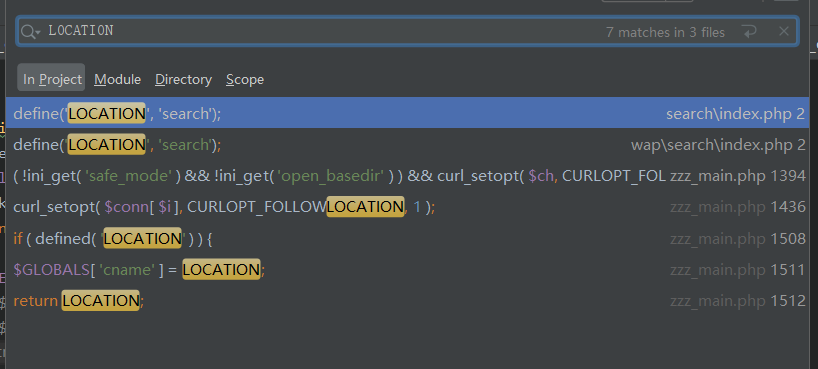 LOCATION 7 matches in 3 files
In Project Module Directory Scope
define('LOCATION', 'search'); search\index.php 2
define('LOCATION', 'search'); wap\search\index.php 2
( !ini_get( 'safe_mode' ) && !ini_get( 'open_basedir' ) ) && curl_setopt( $ch, CURLOPT_FOL zzz_main.php 1394
curl_setopt( $conn[ $i ], CURLOPT_FOLLOWLOCATION, 1 ); zzz_main.php 1436
if ( defined( 'LOCATION' ) ) { zzz_main.php 1508
$GLOBALS[ 'cname' ] = LOCATION; zzz_main.php 1511
return LOCATION; zzz_main.php 1512